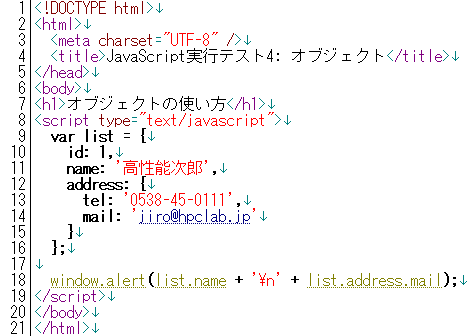 1 <!DOCTYPE html>↓
2 <html>↓
3   <meta charset="UTF-8" />↓
4   <title>JavaScript実行テスト4: オブジェクト</title>↓
5 </head>↓
6 <body>↓
7 <h1>オブジェクトの使い方</h1>↓
8 <script type="text/javascript">↓
9   var list = {↓
10     id: 1,↓
11     name: '高性能次郎',↓
12     address: {↓
13       tel: '0538-45-0111',↓
14       mail: 'jiro@hpclab.jp'↓
15     }↓
16   };↓
17 ↓
18   window.alert(list.name + '¥n' + list.address.mail);↓
19 </script>↓
20 </body>↓
21 </html>↓